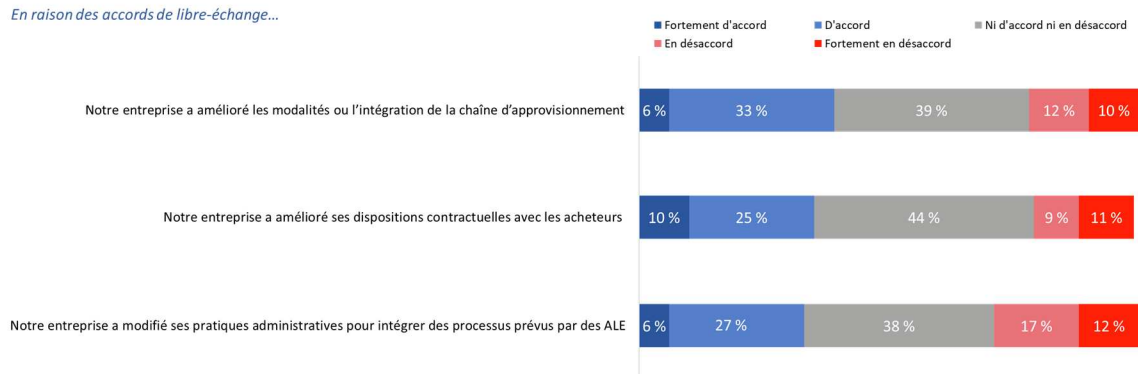 En raison des accords de libre-échange...
Fortement d'accord D'accord Ni d'accord ni en désaccord
En désaccord Fortement en désaccord
Notre entreprise a amélioré les modalités ou l’intégration de la chaîne d’approvisionnement 6 % 33 % 39 % 12 % 10 %
Notre entreprise a amélioré ses dispositions contractuelles avec les acheteurs 10 % 25 % 44 % 9 % 11 %
Notre entreprise a modifié ses pratiques administratives pour intégrer des processus prévus par des ALE 6 % 27 % 38 % 17 % 12 %